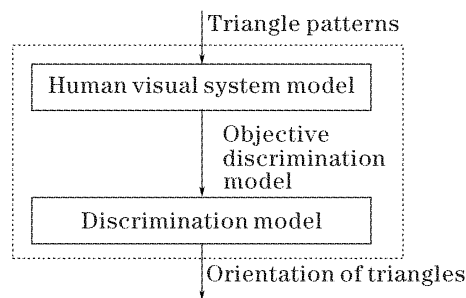 Triangle patterns
Human visual system model
Objective
discrimination
model
Discrimination model
Orientation of triangles